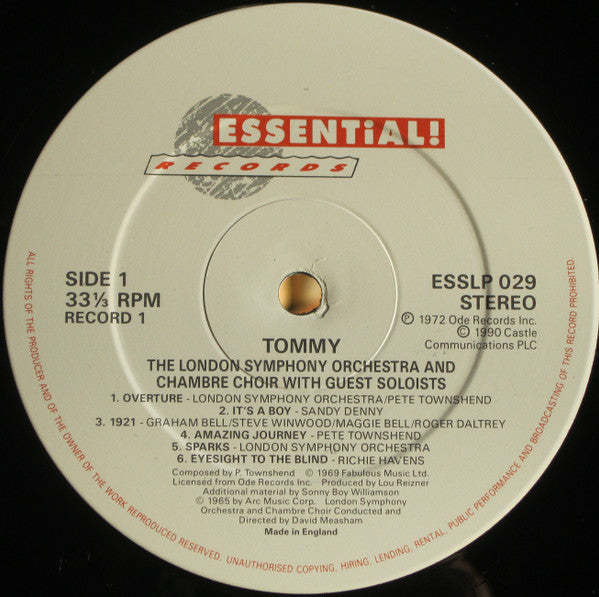 ESSENTiAL!
RECORDS
SIDE 1
33⅓ RPM
RECORD 1
ESSLP 029
STEREO
Ⓟ 1972 Ode Records Inc.
© 1990 Castle
Communications PLC
TOMMY
THE LONDON SYMPHONY ORCHESTRA AND
CHAMBRE CHOIR WITH GUEST SOLOISTS
1. OVERTURE - LONDON SYMPHONY ORCHESTRA/PETE TOWNSHEND
2. IT'S A BOY - SANDY DENNY
3. 1921 - GRAHAM BELL/STEVE WINWOOD/MAGGIE BELL/ROGER DALTREY
4. AMAZING JOURNEY - PETE TOWNSHEND
5. SPARKS - LONDON SYMPHONY ORCHESTRA
6. EYESIGHT TO THE BLIND - RICHIE HAVENS
Composed by P. Townshend © 1969 Fabulous Music Ltd.
Licensed from Ode Records Inc. Produced by Lou Reizner
Additional material by Sonny Boy Williamson
© 1965 by Arc Music Corp. London Symphony
Orchestra and Chambre Choir Conducted and
Directed by David Measham
Made in England
ALL RIGHTS OF THE PRODUCER AND OF THE OWNER OF THE WORK REPRODUCED RESERVED. UNAUTHORISED COPYING, HIRING, LENDING, RENTAL, PUBLIC PERFORMANCE AND BROADCASTING OF THIS RECORD PROHIBITED.